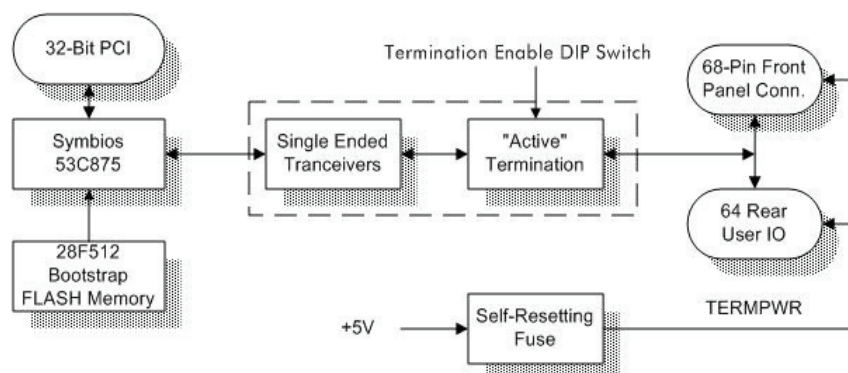 32-Bit PCI
Termination Enable DIP Switch
68-Pin Front
Panel Conn.
Symbios
53C875
Single Ended
Tranceivers
"Active"
Termination
64 Rear
User IO
28F512
Bootstrap
FLASH Memory
+5V
Self-Resetting
Fuse
TERMPWR